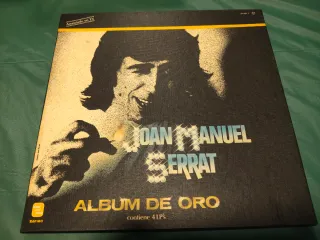 JOAN MANUEL
SERRAT
ALBUM DE ORO
contiene 4 LPS